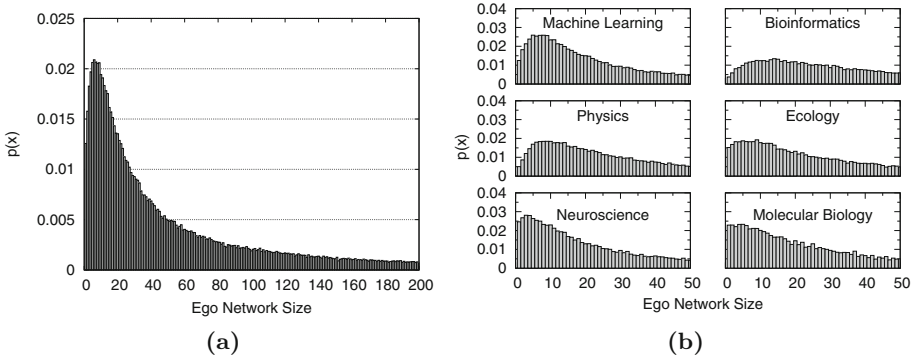 0.025
0.02
0.015
0.01
0.005
0
p(x)
0 20 40 60 80 100 120 140 160 180 200
Ego Network Size
(a)
0.04
0.03
0.02
0.01
0
Machine Learning
Bioinformatics
0.04
0.03
0.02
0.01
0
p(x)
Physics
Ecology
0.04
0.03
0.02
0.01
0
Neuroscience
Molecular Biology
0 10 20 30 40 50
0 10 20 30 40 50
Ego Network Size
Ego Network Size
(b)